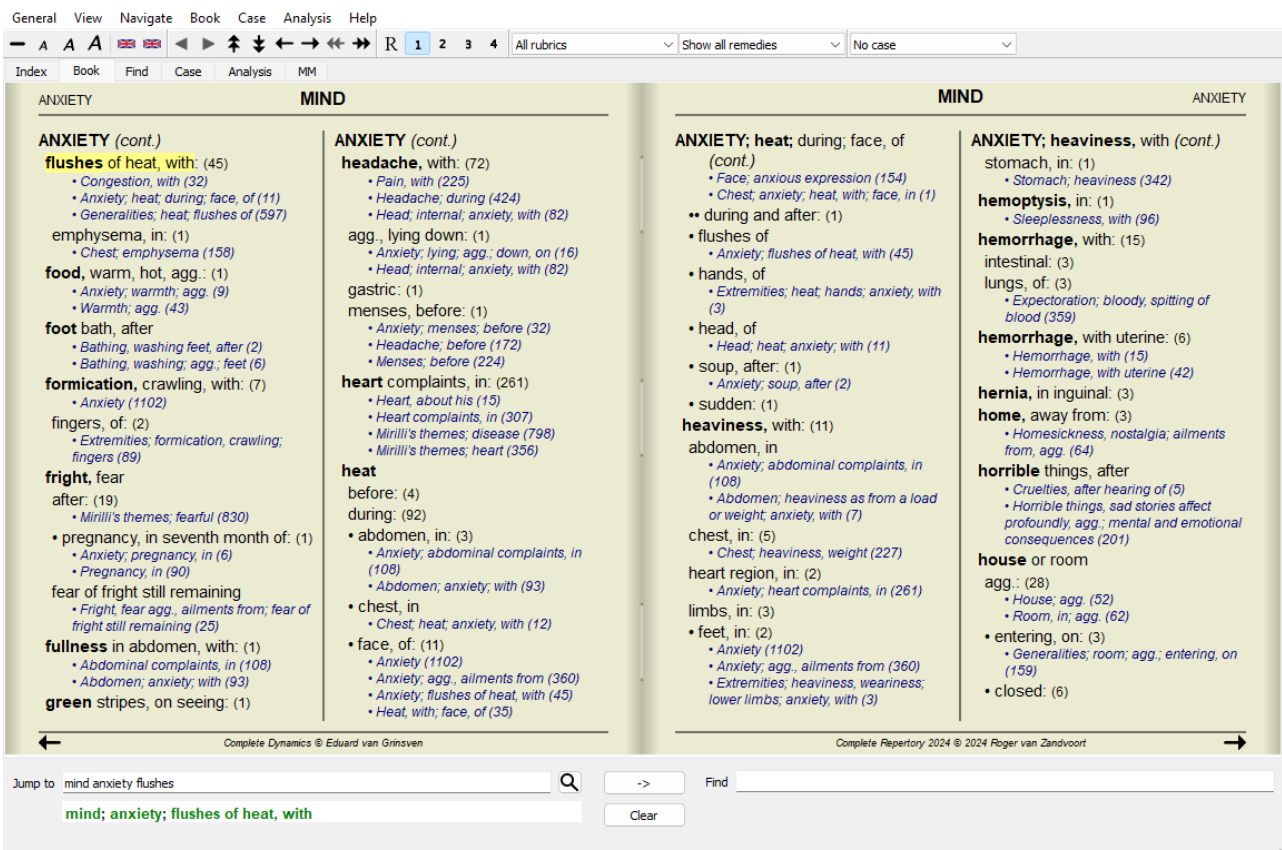 General View Navigate Book Case Analysis Help
A A A R 1 2 3 4 All rubrics Show all remedies No case
Index Book Find Case Analysis MM
ANXIETY MIND
ANXIETY (cont.)
flushes of heat, with: (45)
• Congestion, with (32)
• Anxiety; heat; during; face, of (11)
• Generalities; heat; flushes of (597)
emphysema, in: (1)
• Chest; emphysema (158)
food, warm, hot, agg.: (1)
• Anxiety; warmth; agg. (9)
• Warmth; agg. (43)
foot bath, after
• Bathing, washing feet, after (2)
• Bathing, washing; agg.; feet (6)
formication, crawling, with: (7)
• Anxiety (1102)
fingers, of: (2)
• Extremities; formication, crawling;
fingers (89)
fright, fear
after: (19)
• Mirilli's themes; fearful (830)
• pregnancy, in seventh month of: (1)
• Anxiety; pregnancy, in (6)
• Pregnancy, in (90)
fear of fright still remaining
• Fright, fear agg., ailments from; fear of
fright still remaining (25)
fullness in abdomen, with: (1)
• Abdominal complaints, in (108)
• Abdomen; anxiety; with (93)
green stripes, on seeing: (1)
ANXIETY (cont.)
headache, with: (72)
• Pain, with (225)
• Headache; during (424)
• Head; internal; anxiety, with (82)
agg., lying down: (1)
• Anxiety; lying; agg.; down, on (16)
• Head; internal; anxiety, with (82)
gastric: (1)
menses, before: (1)
• Anxiety; menses; before (32)
• Headache; before (172)
• Menses; before (224)
heart complaints, in: (261)
• Heart, about his (15)
• Heart complaints, in (307)
• Mirilli's themes; disease (798)
• Mirilli's themes; heart (356)
heat
before: (4)
during: (92)
• abdomen, in: (3)
• Anxiety; abdominal complaints, in
(108)
• Abdomen; anxiety; with (93)
• chest, in
• Chest; heat; anxiety, with (12)
• face, of: (11)
• Anxiety (1102)
• Anxiety; agg., ailments from (360)
• Anxiety; flushes of heat, with (45)
• Heat, with; face, of (35)
Complete Dynamics © Eduard van Grinsven
MIND ANXIETY
ANXIETY; heat; during; face, of
(cont.)
• Face; anxious expression (154)
• Chest; anxiety; heat, with; face, in (1)
•• during and after: (1)
• flushes of
• Anxiety; flushes of heat, with (45)
• hands, of
• Extremities; heat; hands; anxiety, with
(3)
• head, of
• Head; heat; anxiety; with (11)
• soup, after: (1)
• Anxiety; soup, after (2)
• sudden: (1)
heaviness, with: (11)
abdomen, in
• Anxiety; abdominal complaints, in
(108)
• Abdomen; heaviness as from a load
or weight; anxiety, with (7)
chest, in: (5)
• Chest; heaviness, weight (227)
heart region, in: (2)
• Anxiety; heart complaints, in (261)
limbs, in: (3)
• feet, in: (2)
• Anxiety (1102)
• Anxiety; agg., ailments from (360)
• Extremities; heaviness, weariness;
lower limbs; anxiety, with (3)
ANXIETY; heaviness, with (cont.)
stomach, in: (1)
• Stomach; heaviness (342)
hemoptysis, in: (1)
• Sleeplessness, with (96)
hemorrhage, with: (15)
intestinal: (3)
lungs, of: (3)
• Expectoration; bloody, spitting of
blood (359)
hemorrhage, with uterine: (6)
• Hemorrhage, with (15)
• Hemorrhage, with uterine (42)
hernia, in inguinal: (3)
home, away from: (3)
• Homesickness, nostalgia; ailments
from, agg. (64)
horrible things, after
• Cruelties, after hearing of (5)
• Horrible things, sad stories affect
profoundly, agg.; mental and emotional
consequences (201)
house or room
agg.: (28)
• House; agg. (52)
• Room, in; agg. (62)
• entering, on: (3)
• Generalities; room; agg.; entering, on
(159)
• closed: (6)
Complete Repertory 2024 © 2024 Roger van Zandvoort
Jump to mind anxiety flushes -> Find
mind; anxiety; flushes of heat, with Clear